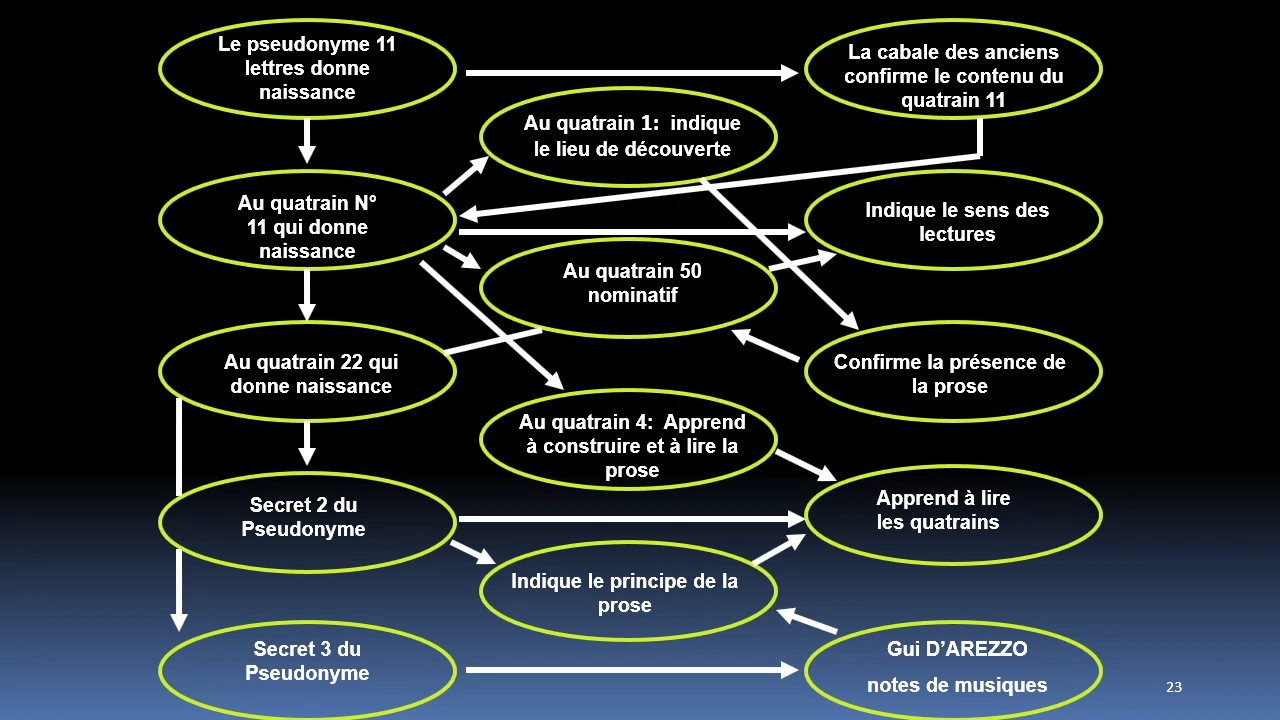 Le pseudonyme 11
lettres donne
naissance
La cabale des anciens
confirme le contenu du
quatrain 11
Au quatrain 1:  indique
le lieu de découverte
Au quatrain N°
11 qui donne
naissance
Indique le sens des
lectures
Au quatrain 50
nominatif
Au quatrain 22 qui
donne naissance
Confirme la présence de
la prose
Au quatrain 4:  Apprend
à construire et à lire la
prose
Secret 2 du
Pseudonyme
Apprend à lire
les quatrains
Indique le principe de la
prose
Secret 3 du
Pseudonyme
Gui D’AREZZO
notes de musiques
23